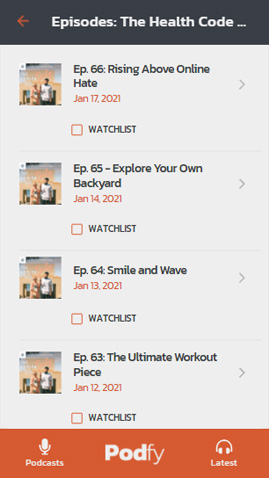 Episodes: The Health Code ...
Ep. 66: Rising Above Online
Hate
Jan 17, 2021
WATCHLIST
Ep. 65 - Explore Your Own
Backyard
Jan 14, 2021
WATCHLIST
Ep. 64: Smile and Wave
Jan 13, 2021
WATCHLIST
Ep. 63: The Ultimate Workout
Piece
Jan 12, 2021
WATCHLIST
Podcasts
Podfy
Latest